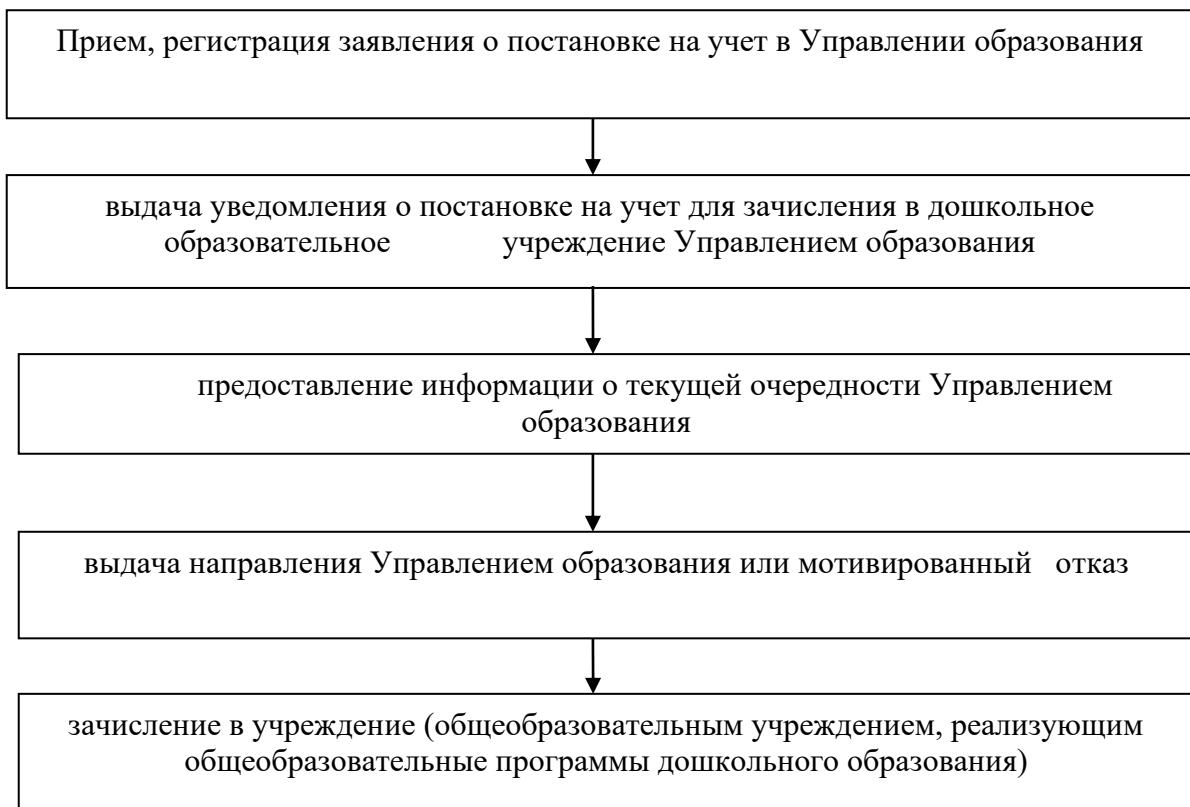 Прием, регистрация заявления о постановке на учет в Управлении образования
выдача уведомления о постановке на учет для зачисления в дошкольное
образовательное учреждение Управлением образования
предоставление информации о текущей очередности Управлением
образования
выдача направления Управлением образования или мотивированный отказ
зачисление в учреждение (общеобразовательным учреждением, реализующим
общеобразовательные программы дошкольного образования)